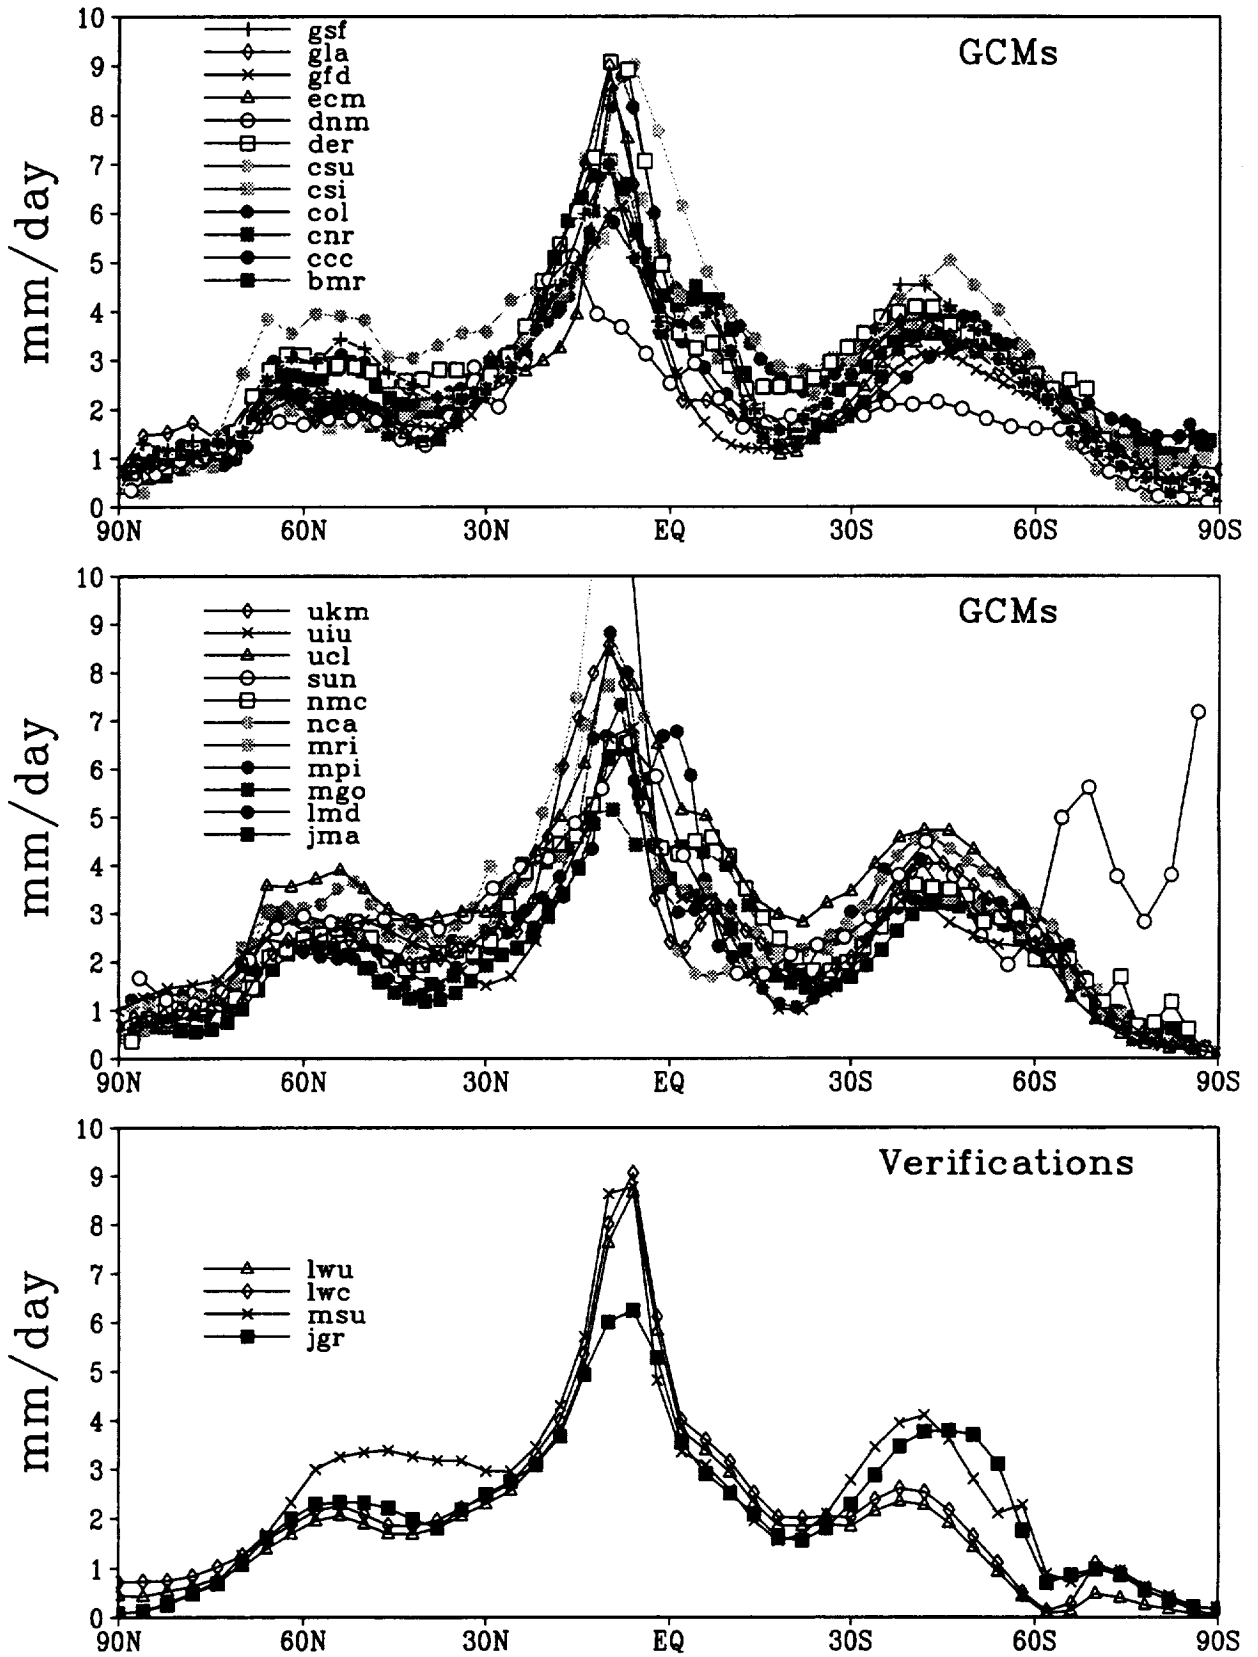 10
9
8
7
6
5
4
3
2
1
0
mm/day
GCMs
gsf
gla
gfd
ecm
dnm
der
csu
csi
col
cnr
ccc
bmr
90N 60N 30N EQ 30S 60S 90S
10
9
8
7
6
5
4
3
2
1
0
mm/day
GCMs
ukm
uiu
ucl
sun
nmc
nca
mri
mpi
mgo
lmd
jma
90N 60N 30N EQ 30S 60S 90S
10
9
8
7
6
5
4
3
2
1
0
mm/day
Verifications
lwu
lwc
msu
jgr
90N 60N 30N EQ 30S 60S 90S